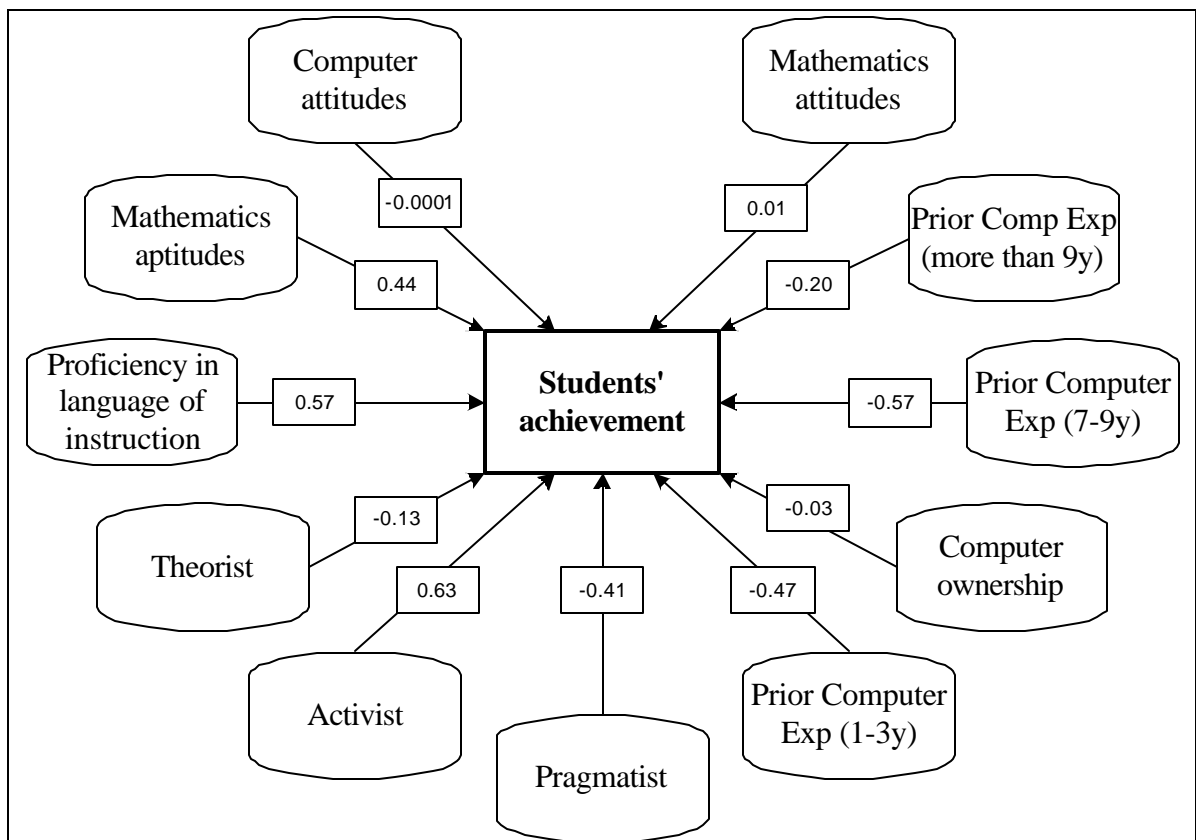 Computer
attitudes
Mathematics
attitudes
-0.0001
0.01
Mathematics
aptitudes
Prior Comp Exp
(more than 9y)
0.44
-0.20
Proficiency in
language of
instruction
0.57
Students'
achievement
-0.57
Prior Computer
Exp (7-9y)
Theorist
-0.13
-0.03
Computer
ownership
0.63
-0.41
-0.47
Activist
Pragmatist
Prior Computer
Exp (1-3y)